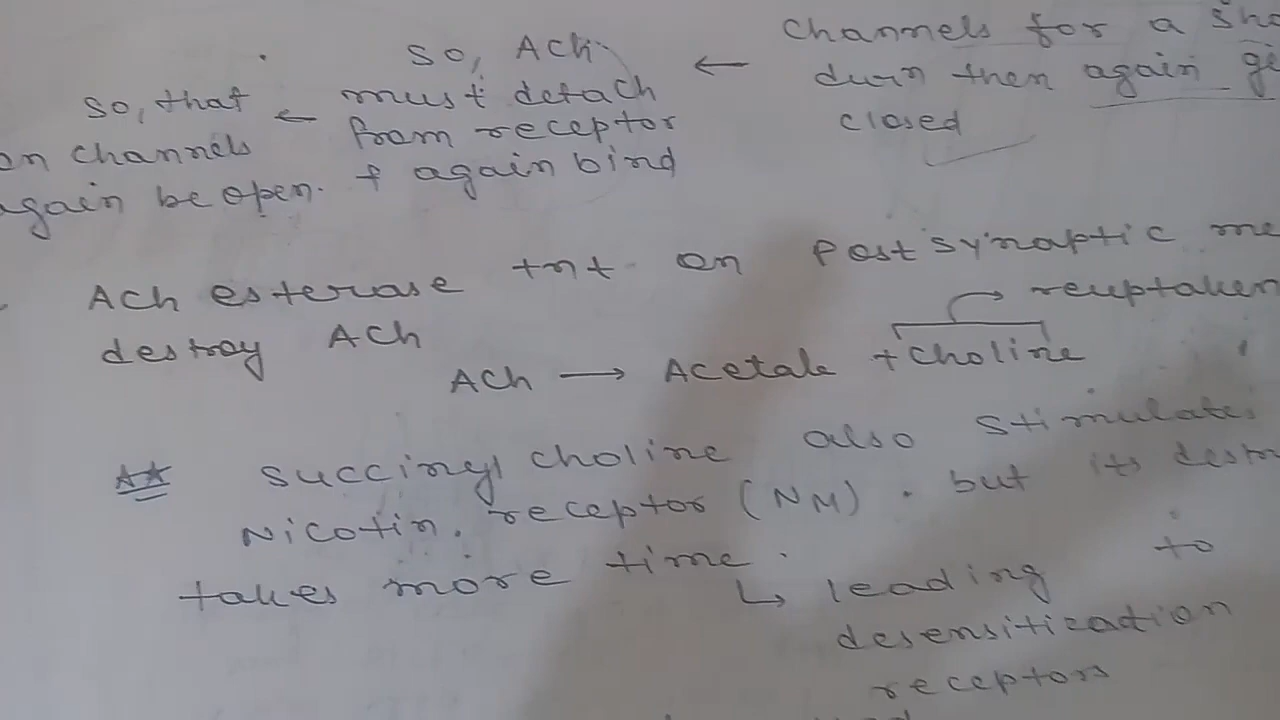 channels for a sho
durn then again ge
closed
←
so, ACh
must detach
from receptor
& again bind
←
so, that
on channels
again be open.
ACh esterase tnt on postsynaptic me
destroy ACh
→ reuptaken
ACh → Acetate + choline
** succinyl choline also stimulates
Nicotin. receptor (NM). but its destr
takes more time.
↳ leading to
desensitization
receptors